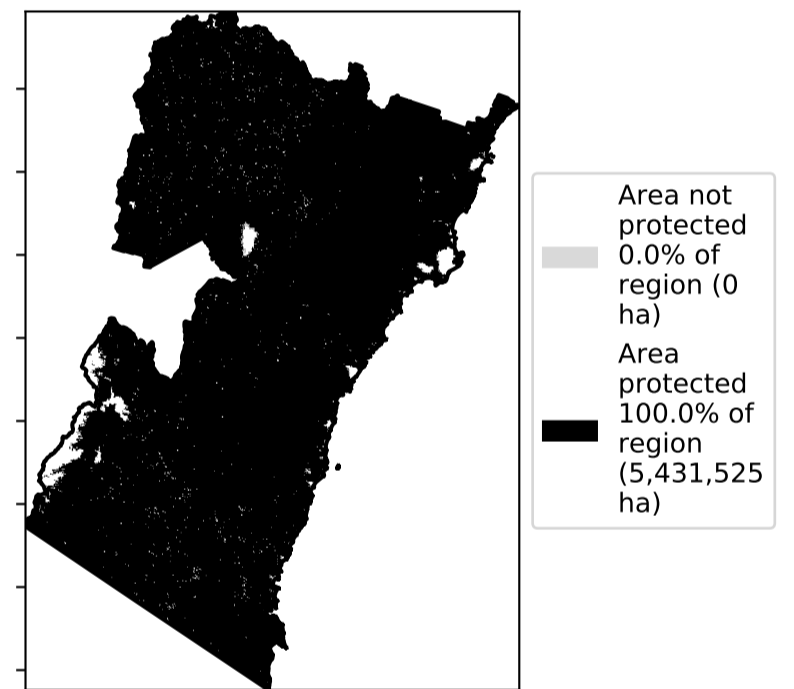 Area not
protected
0.0% of
region (0
ha)
Area
protected
100.0% of
region
(5,431,525
ha)